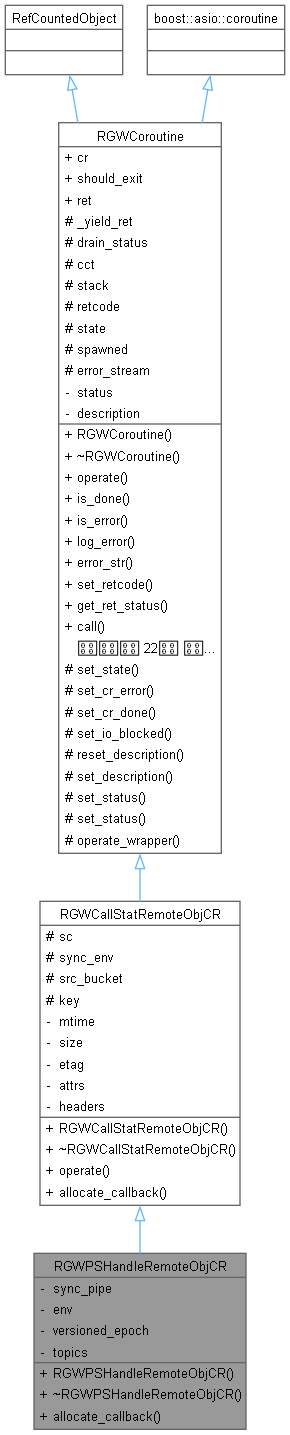 RefCountedObject
boost::asio::coroutine
RGWCoroutine
+ cr
+ should_exit
+ ret
# _yield_ret
# drain_status
# cct
# stack
# retcode
# state
# spawned
# error_stream
- status
- description
+ RGWCoroutine()
+ ~RGWCoroutine()
+ operate()
+ is_done()
+ is_error()
+ log_error()
+ error_str()
+ set_retcode()
+ get_ret_status()
+ call()
22 ...
# set_state()
# set_cr_error()
# set_cr_done()
# set_io_blocked()
# reset_description()
# set_description()
# set_status()
# set_status()
# operate_wrapper()
RGWCallStatRemoteObjCR
# sc
# sync_env
# src_bucket
# key
- mtime
- size
- etag
- attrs
- headers
+ RGWCallStatRemoteObjCR()
+ ~RGWCallStatRemoteObjCR()
+ operate()
+ allocate_callback()
RGWPSHandleRemoteObjCR
- sync_pipe
- env
- versioned_epoch
- topics
+ RGWPSHandleRemoteObjCR()
+ ~RGWPSHandleRemoteObjCR()
+ allocate_callback()